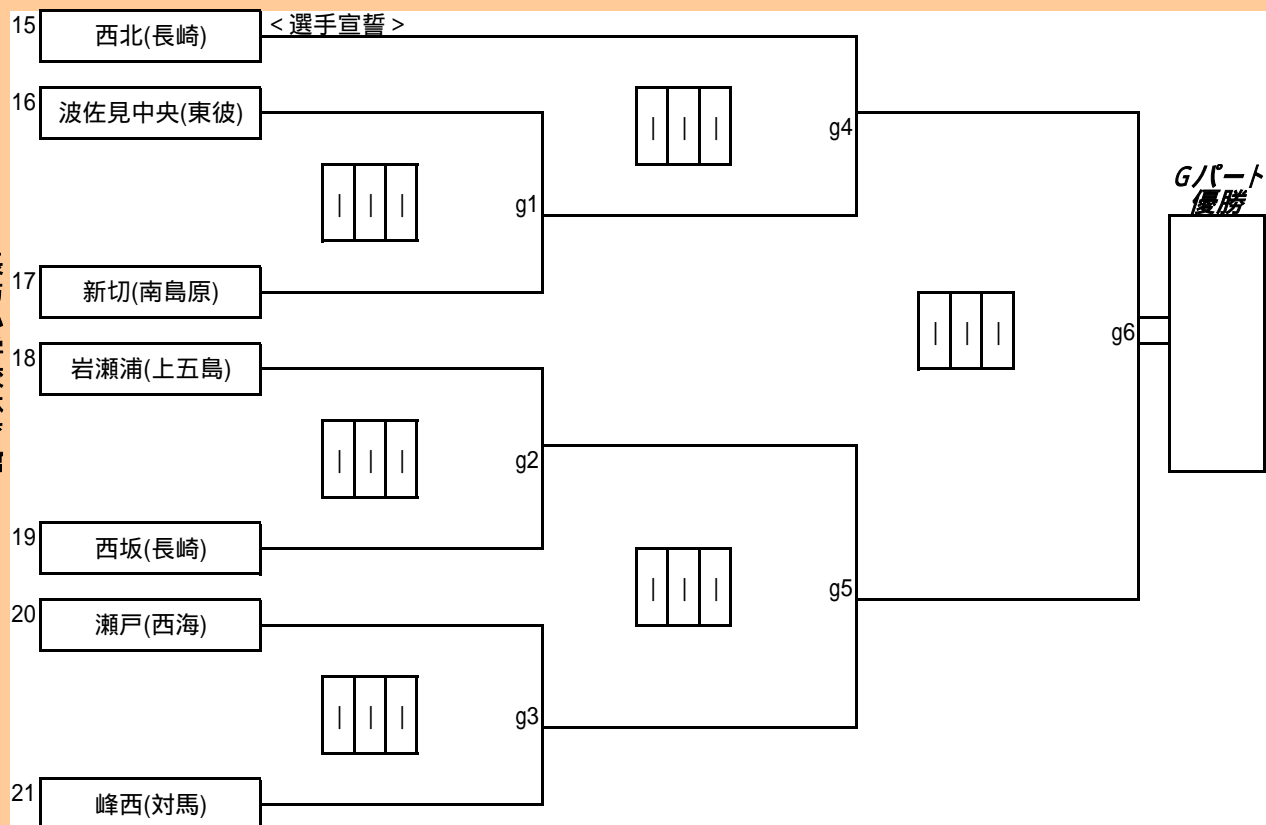 15 西北(長崎) <選手宣誓>
16 波佐見中央(東彼)
g4
Gパート
優勝
g1
17 新切(南島原)
g6
18 岩瀬浦(上五島)
g2
19 西坂(長崎)
g5
20 瀬戸(西海)
g3
21 峰西(対馬)